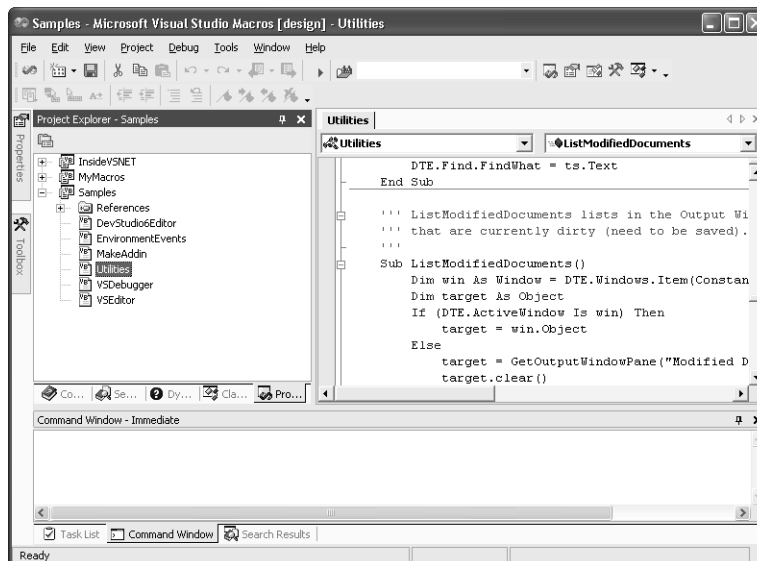 Samples - Microsoft Visual Studio Macros [design] - Utilities
File Edit View Project Debug Tools Window Help
Properties
Toolbox
Project Explorer - Samples
InsideVSNET
MyMacros
Samples
References
DevStudio6Editor
EnvironmentEvents
MakeAddin
Utilities
VSDebugger
VSEditor
Co... Se... Dy... Cla... Pro...
Utilities
Utilities ListModifiedDocuments
DTE.Find.FindWhat = ts.Text
End Sub
''' ListModifiedDocuments lists in the Output Wi
''' that are currently dirty (need to be saved).
'''
Sub ListModifiedDocuments()
Dim win As Window = DTE.Windows.Item(Constan
Dim target As Object
If (DTE.ActiveWindow Is win) Then
target = win.Object
Else
target = GetOutputWindowPane("Modified D
target.clear()
Command Window - Immediate
Task List Command Window Search Results
Ready